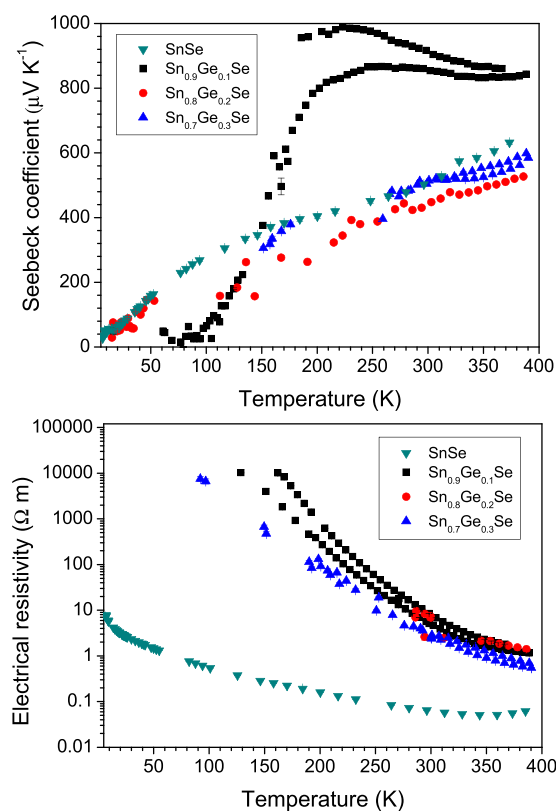 1000
800
600
400
200
0
Seebeck coefficient (μV K⁻¹)
SnSe
Sn₀.₉Ge₀.₁Se
Sn₀.₈Ge₀.₂Se
Sn₀.₇Ge₀.₃Se
50 100 150 200 250 300 350 400
Temperature (K)
100000
10000
1000
100
10
1
0.1
0.01
Electrical resistivity (Ω m)
SnSe
Sn₀.₉Ge₀.₁Se
Sn₀.₈Ge₀.₂Se
Sn₀.₇Ge₀.₃Se
50 100 150 200 250 300 350 400
Temperature (K)